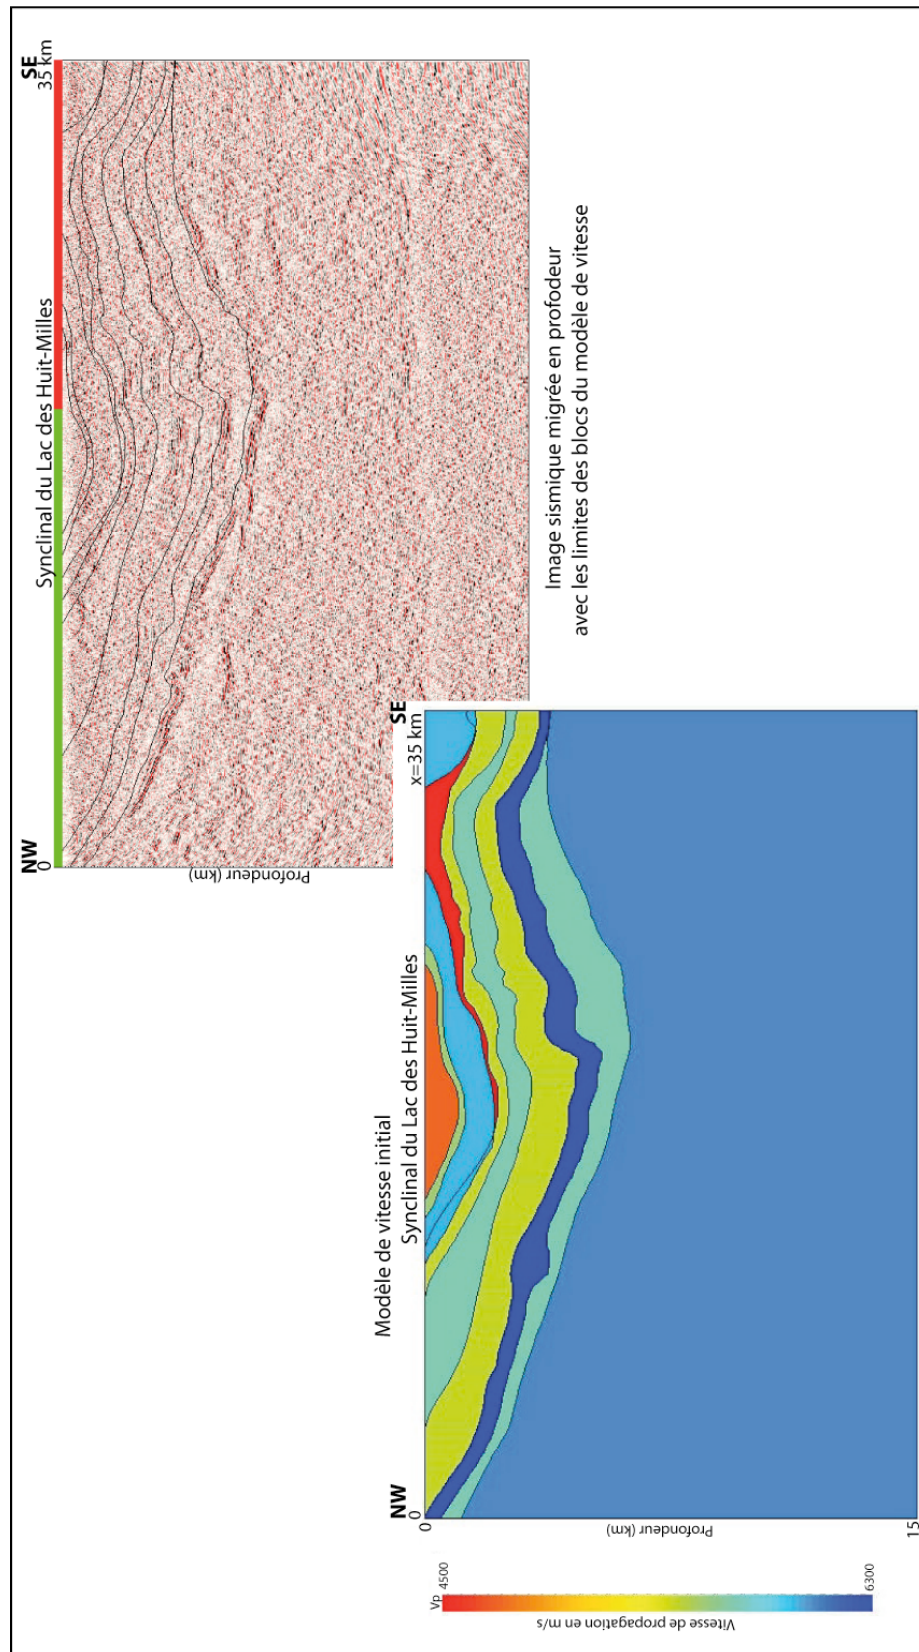 NW
SE
0
35 km
Synclinal du Lac des Huit-Milles
Profondeur (km)
Image sismique migrée en profodeur
avec les limites des blocs du modèle de vitesse
Modèle de vitesse initial
Synclinal du Lac des Huit-Milles
NW
SE
0
x=35 km
0
Profondeur (km)
15
Vp 4500
Vitesse de propagation en m/s
6300